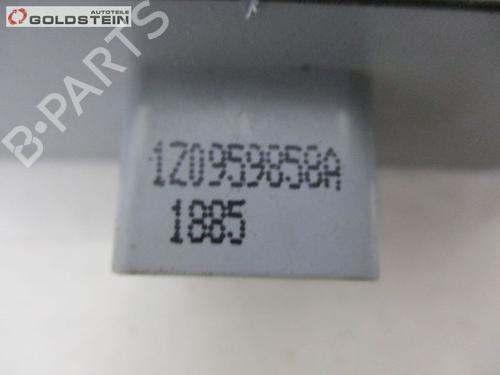 AUTOTEILE
GOLDSTEIN
B-PARTS
1Z0959858A
1885